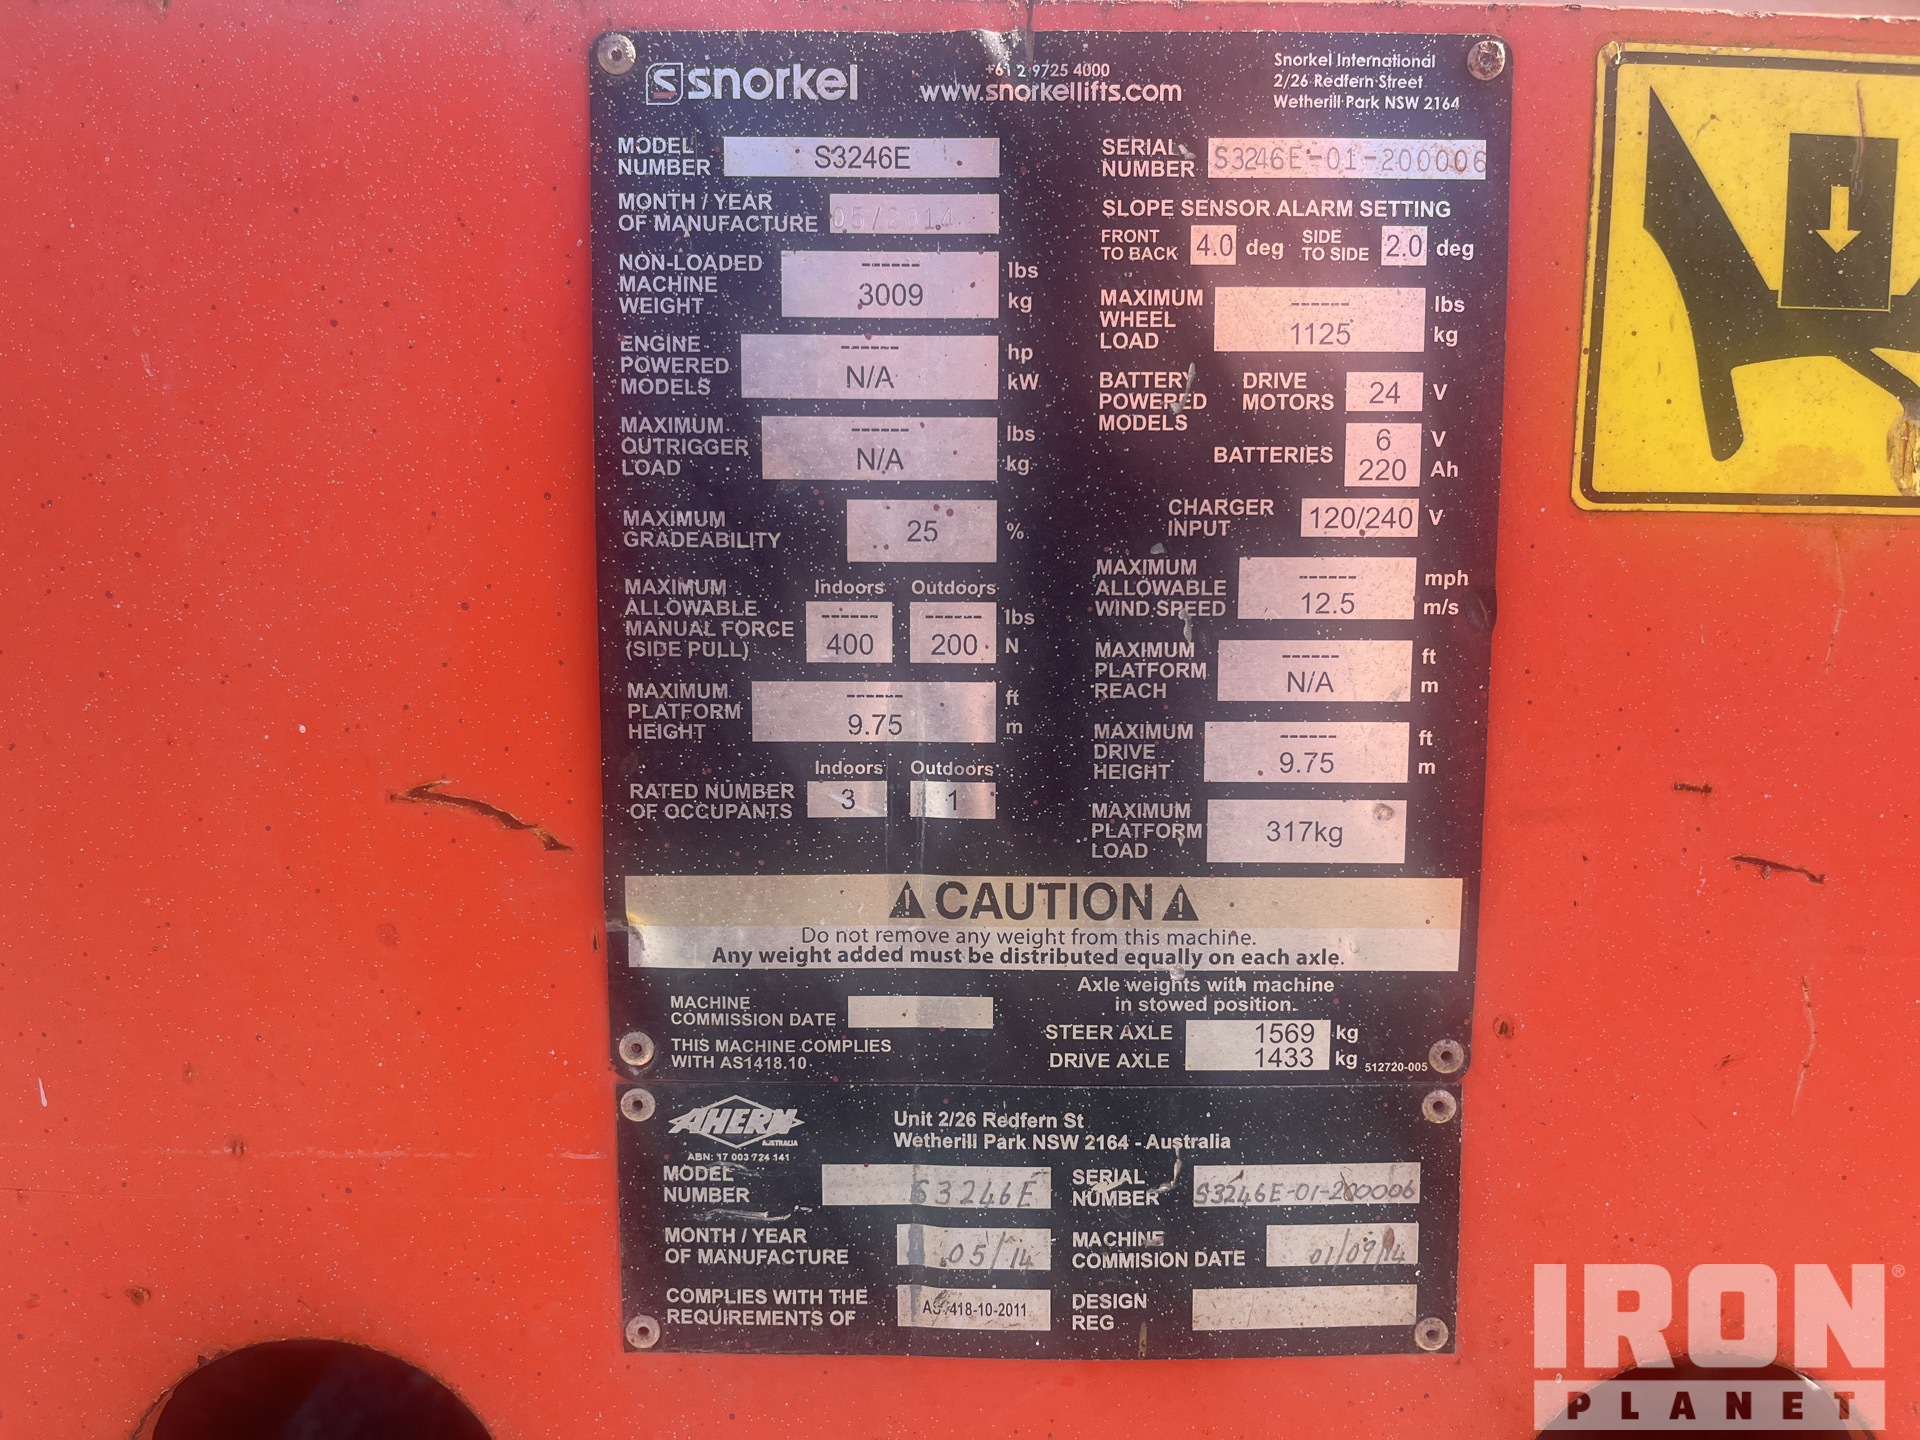 snorkel
+61 2 9725 4000
www.snorkellifts.com
Snorkel International
2/26 Redfern Street
Wetherill Park NSW 2164
MODEL
NUMBER
S3246E
MONTH / YEAR
OF MANUFACTURE
05/2014
NON-LOADED
MACHINE
WEIGHT
------ lbs
3009 kg
ENGINE
POWERED
MODELS
------ hp
N/A kW
MAXIMUM
OUTRIGGER
LOAD
------ lbs
N/A kg
MAXIMUM
GRADEABILITY
25 %
MAXIMUM
ALLOWABLE
MANUAL FORCE
(SIDE PULL)
Indoors Outdoors
------ ------ lbs
400 200 N
MAXIMUM
PLATFORM
HEIGHT
------ ft
9.75 m
RATED NUMBER
OF OCCUPANTS
Indoors Outdoors
3 1
SERIAL
NUMBER
S3246E-01-200006
SLOPE SENSOR ALARM SETTING
FRONT
TO BACK
4.0 deg
SIDE
TO SIDE
2.0 deg
MAXIMUM
WHEEL
LOAD
------ lbs
1125 kg
BATTERY
POWERED
MODELS
DRIVE
MOTORS
24 V
BATTERIES
6 V
220 Ah
CHARGER
INPUT
120/240 V
MAXIMUM
ALLOWABLE
WIND SPEED
------ mph
12.5 m/s
MAXIMUM
PLATFORM
REACH
------ ft
N/A m
MAXIMUM
DRIVE
HEIGHT
------ ft
9.75 m
MAXIMUM
PLATFORM
LOAD
317kg
CAUTION
Do not remove any weight from this machine.
Any weight added must be distributed equally on each axle.
MACHINE
COMMISSION DATE
THIS MACHINE COMPLIES
WITH AS1418.10
Axle weights with machine
in stowed position.
STEER AXLE 1569 kg
DRIVE AXLE 1433 kg
512720-005
AHERN
AUSTRALIA
ABN: 17 003 724 141
Unit 2/26 Redfern St
Wetherill Park NSW 2164 - Australia
MODEL
NUMBER
S3246E
SERIAL
NUMBER
S3246E-01-200006
MONTH / YEAR
OF MANUFACTURE
05/14
MACHINE
COMMISION DATE
01/09/14
COMPLIES WITH THE
REQUIREMENTS OF
AS1418-10-2011
DESIGN
REG
IRON
PLANET
®